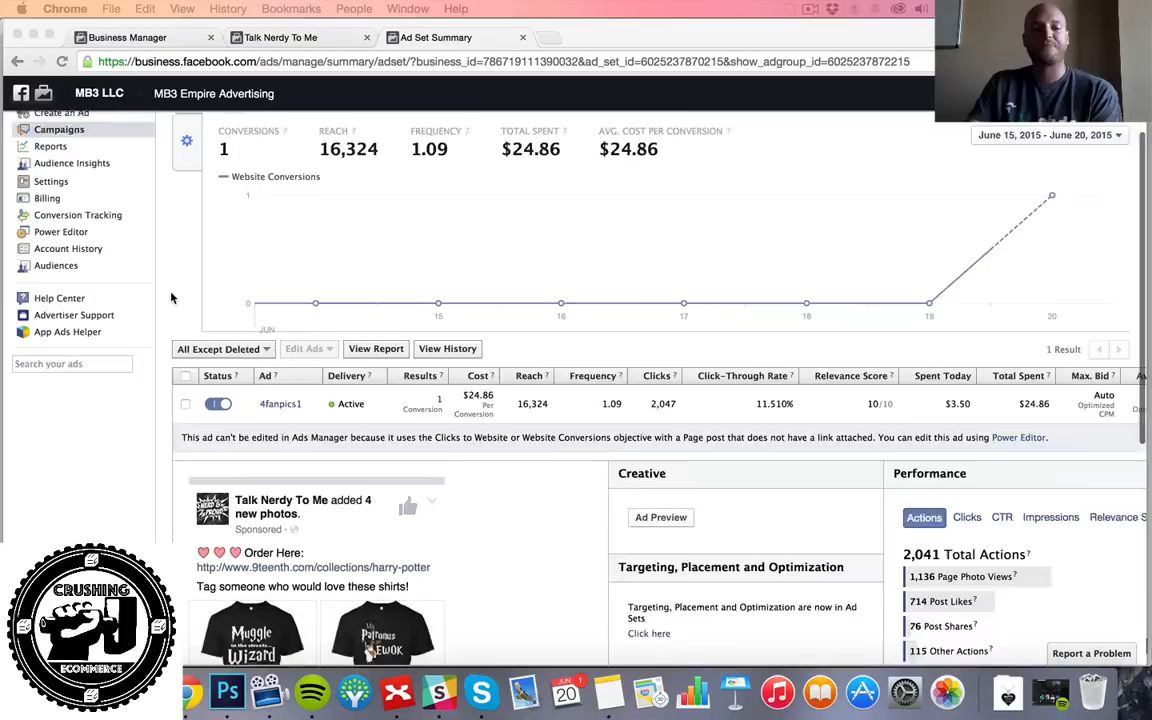 Chrome File Edit View History Bookmarks People Window Help
Business Manager × Talk Nerdy To Me × Ad Set Summary ×
https://business.facebook.com/ads/manage/summary/adset/?business_id=786719111390032&ad_set_id=6025237870215&show_adgroup_id=6025237872215
MB3 LLC MB3 Empire Advertising
Create an Ad
Campaigns
Reports
Audience Insights
Settings
Billing
Conversion Tracking
Power Editor
Account History
Audiences
Help Center
Advertiser Support
App Ads Helper
Search your ads
CONVERSIONS ? REACH ? FREQUENCY ? TOTAL SPENT ? AVG. COST PER CONVERSION ?
1 16,324 1.09 $24.86 $24.86
June 15, 2015 - June 20, 2015
Website Conversions
1
0
JUN
15 16 17 18 19 20
All Except Deleted Edit Ads View Report View History 1 Result
Status ? Ad ? Delivery ? Results ? Cost ? Reach ? Frequency ? Clicks ? Click-Through Rate ? Relevance Score ? Spent Today Total Spent ? Max. Bid ?
4fanpics1 Active 1 Conversion $24.86 Per Conversion 16,324 1.09 2,047 11.510% 10/10 $3.50 $24.86 Auto Optimized CPM
This ad can't be edited in Ads Manager because it uses the Clicks to Website or Website Conversions objective with a Page post that does not have a link attached. You can edit this ad using Power Editor.
Talk Nerdy To Me added 4
new photos.
Sponsored ·
Order Here:
http://www.9teenth.com/collections/harry-potter
Tag someone who would love these shirts!
Muggle
Wizard
My
Patronus
EWOK
Creative
Ad Preview
Targeting, Placement and Optimization
Targeting, Placement and Optimization are now in Ad
Sets
Click here
Performance
Actions Clicks CTR Impressions Relevance S
2,041 Total Actions ?
1,136 Page Photo Views ?
714 Post Likes ?
76 Post Shares ?
115 Other Actions ?
Report a Problem
CRUSHING
ECOMMERCE
Ps
JUN
20